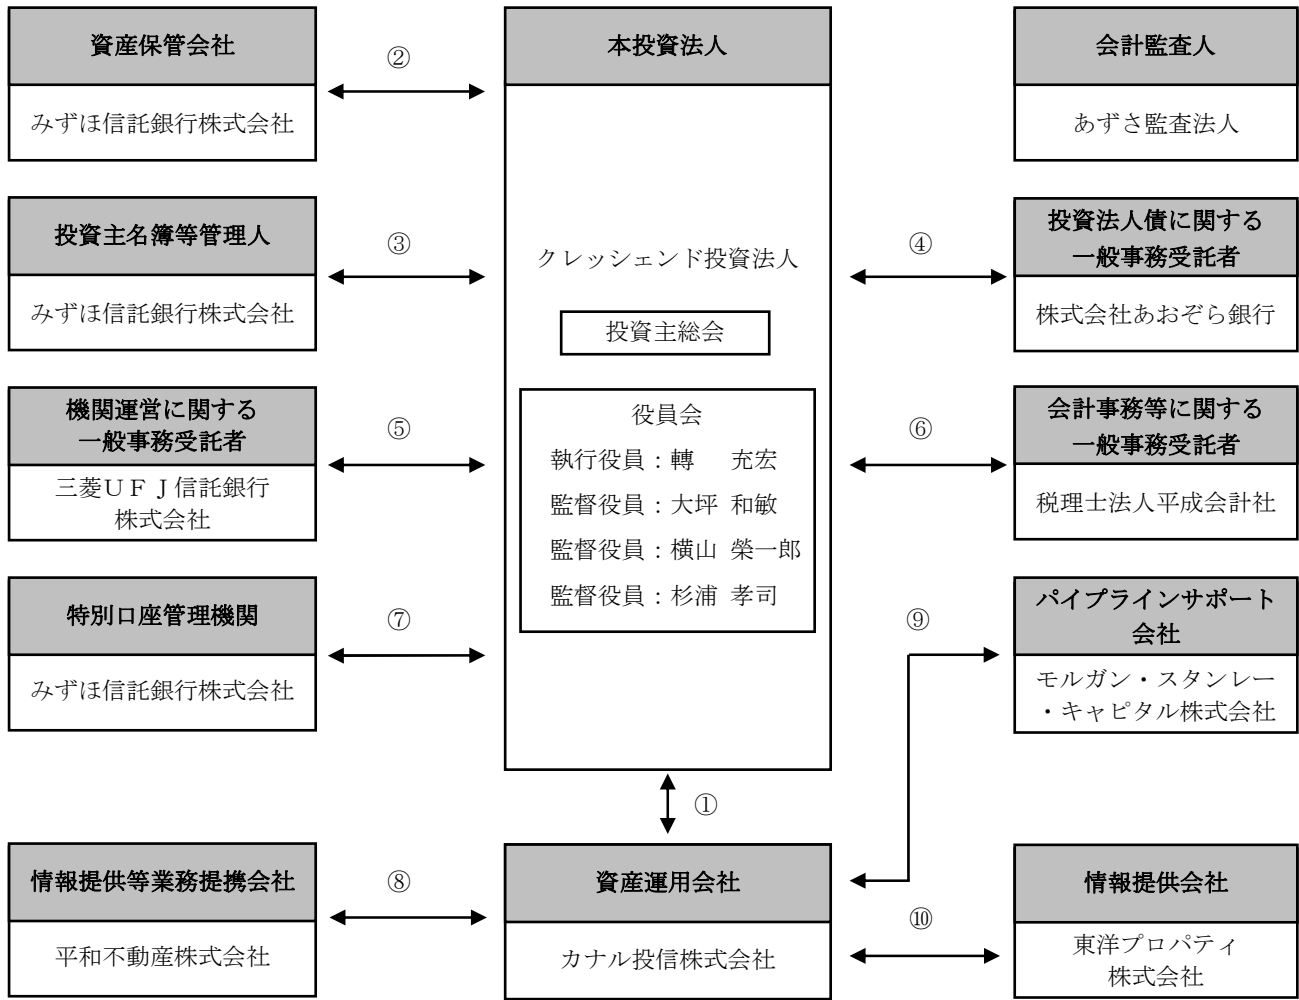 資産保管会社
みずほ信託銀行株式会社
②
本投資法人
会計監査人
あずさ監査法人
投資主名簿等管理人
みずほ信託銀行株式会社
③
クレッシェンド投資法人
投資主総会
④
投資法人債に関する
一般事務受託者
株式会社あおぞら銀行
機関運営に関する
一般事務受託者
三菱ＵＦＪ信託銀行
株式会社
⑤
役員会
執行役員：轉　充宏
監督役員：大坪 和敏
監督役員：横山 榮一郎
監督役員：杉浦 孝司
⑥
会計事務等に関する
一般事務受託者
税理士法人平成会計社
特別口座管理機関
みずほ信託銀行株式会社
⑦
⑨
パイプラインサポート
会社
モルガン・スタンレー
・キャピタル株式会社
①
情報提供等業務提携会社
平和不動産株式会社
⑧
資産運用会社
カナル投信株式会社
⑩
情報提供会社
東洋プロパティ
株式会社